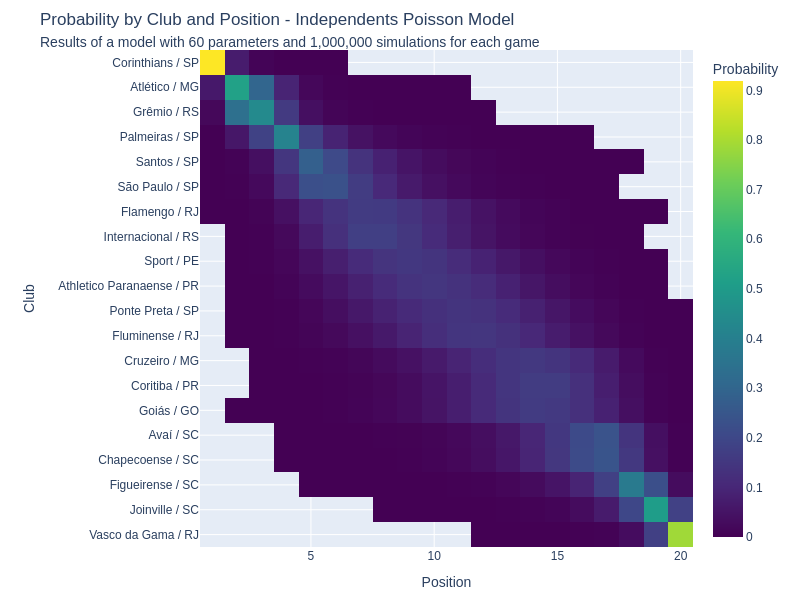 Probability by Club and Position - Independents Poisson Model
Results of a model with 60 parameters and 1,000,000 simulations for each game
Probability
Club
Corinthians / SP
Atlético / MG
Grêmio / RS
Palmeiras / SP
Santos / SP
São Paulo / SP
Flamengo / RJ
Internacional / RS
Sport / PE
Athletico Paranaense / PR
Ponte Preta / SP
Fluminense / RJ
Cruzeiro / MG
Coritiba / PR
Goiás / GO
Avaí / SC
Chapecoense / SC
Figueirense / SC
Joinville / SC
Vasco da Gama / RJ
0.9
0.8
0.7
0.6
0.5
0.4
0.3
0.2
0.1
0
5 10 15 20
Position